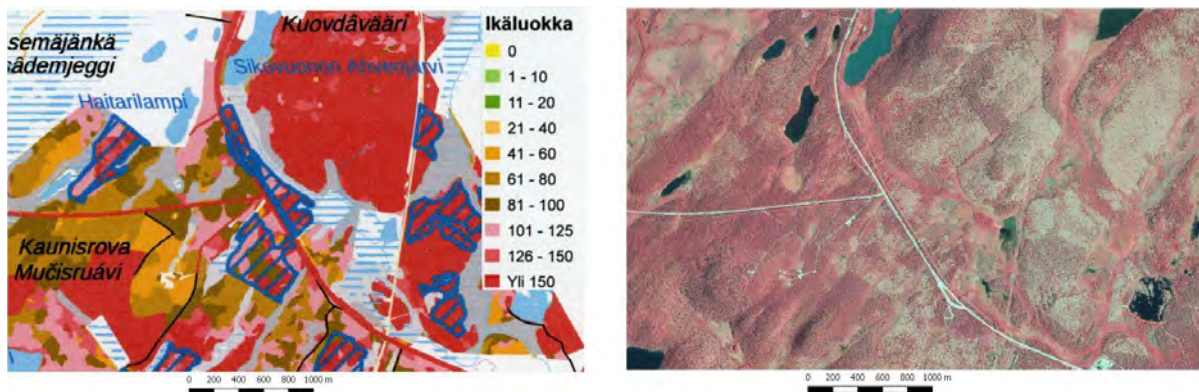 Kuovdâvääri
semäjänkä
sâdemjeggi
Haitarilampi
Sikovuonon Ahvenjärvi
Kaunisrova
Mučisruávi
Ikäluokka
0
1 - 10
11 - 20
21 - 40
41 - 60
61 - 80
81 - 100
101 - 125
126 - 150
Yli 150
0 200 400 600 800 1000 m
0 200 400 600 800 1000 m